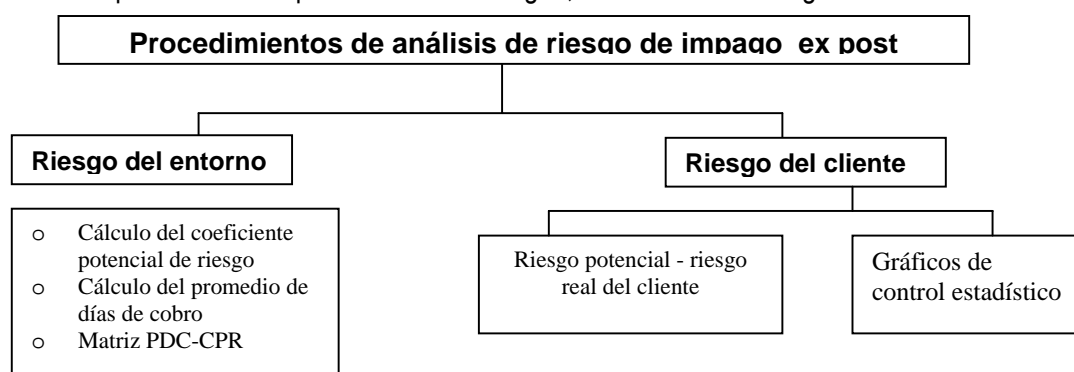 Procedimientos de análisis de riesgo de impago ex post
Riesgo del entorno
Riesgo del cliente
o Cálculo del coeficiente
potencial de riesgo
o Cálculo del promedio de
días de cobro
o Matriz PDC-CPR
Riesgo potencial - riesgo
real del cliente
Gráficos de
control estadístico